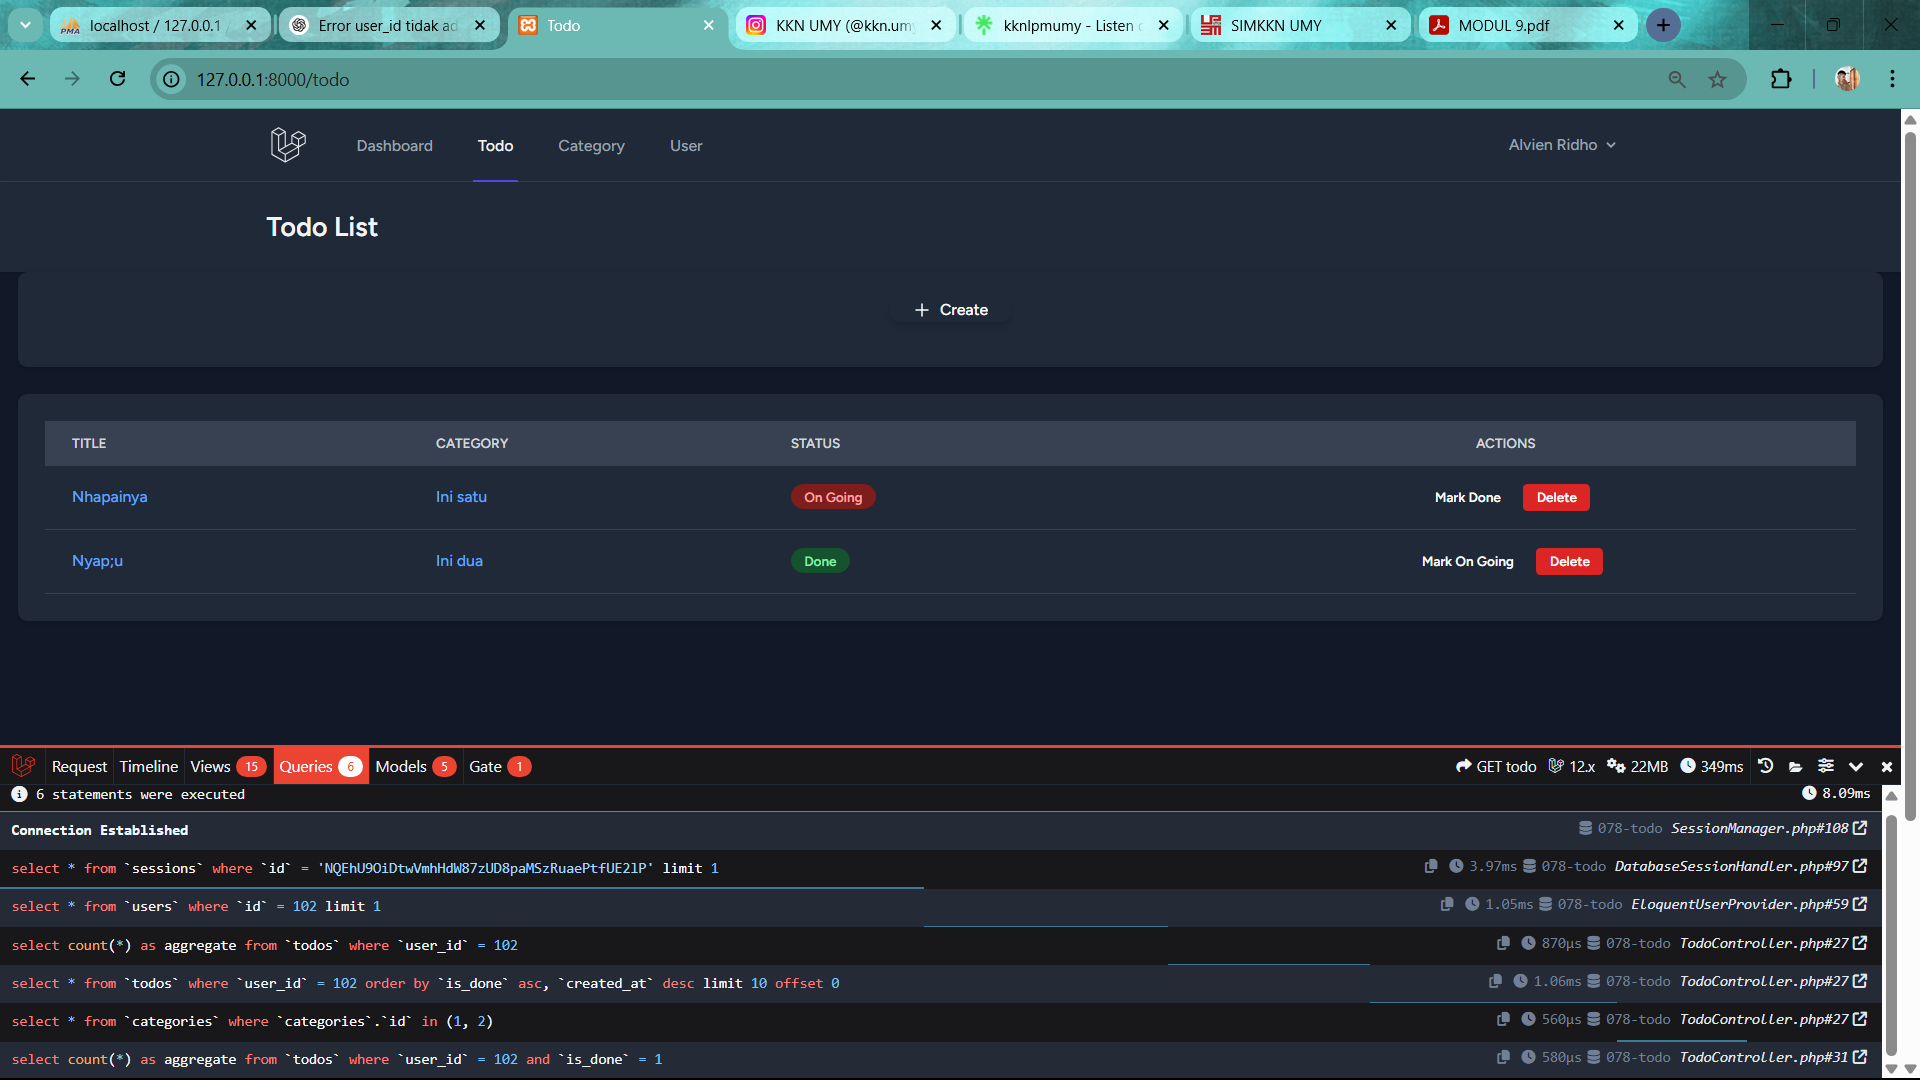 localhost / 127.0.0.1
Error user_id tidak ad
Todo
KKN UMY (@kkn.umy
kknlpmumy - Listen o
SIMKKN UMY
MODUL 9.pdf
127.0.0.1:8000/todo
Dashboard Todo Category User Alvien Ridho
Todo List
+ Create
TITLE CATEGORY STATUS ACTIONS
Nhapainya Ini satu On Going Mark Done Delete
Nyap;u Ini dua Done Mark On Going Delete
Request Timeline Views 15 Queries 6 Models 5 Gate 1 GET todo 12.x 22MB 349ms
6 statements were executed 8.09ms
Connection Established 078-todo SessionManager.php#108
select * from `sessions` where `id` = 'NQEhU9OiDtwVmhHdW87zUD8paMSzRuaePtfUE2lP' limit 1 3.97ms 078-todo DatabaseSessionHandler.php#97
select * from `users` where `id` = 102 limit 1 1.05ms 078-todo EloquentUserProvider.php#59
select count(*) as aggregate from `todos` where `user_id` = 102 870μs 078-todo TodoController.php#27
select * from `todos` where `user_id` = 102 order by `is_done` asc, `created_at` desc limit 10 offset 0 1.06ms 078-todo TodoController.php#27
select * from `categories` where `categories`.`id` in (1, 2) 560μs 078-todo TodoController.php#27
select count(*) as aggregate from `todos` where `user_id` = 102 and `is_done` = 1 580μs 078-todo TodoController.php#31